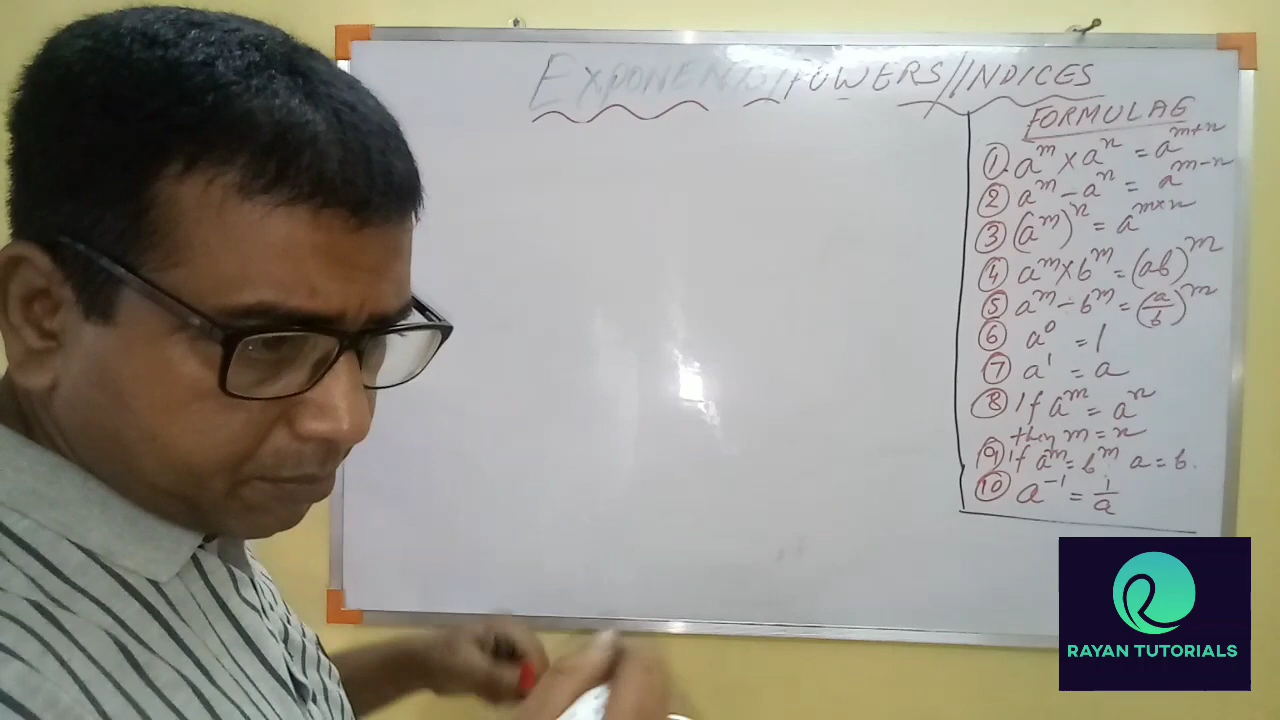 EXPONENTS/POWERS//INDICES
FORMULAE
① a^m × a^n = a^(m+n)
② a^m - a^n = a^(m-n)
③ (a^m)^n = a^(m×n)
④ a^m × b^m = (ab)^m
⑤ a^m ÷ b^m = (a/b)^m
⑥ a^0 = 1
⑦ a^1 = a
⑧ If a^m = a^n
then m = n
⑨ if a^m = b^m a = b.
⑩ a^-1 = 1/a
RAYAN TUTORIALS